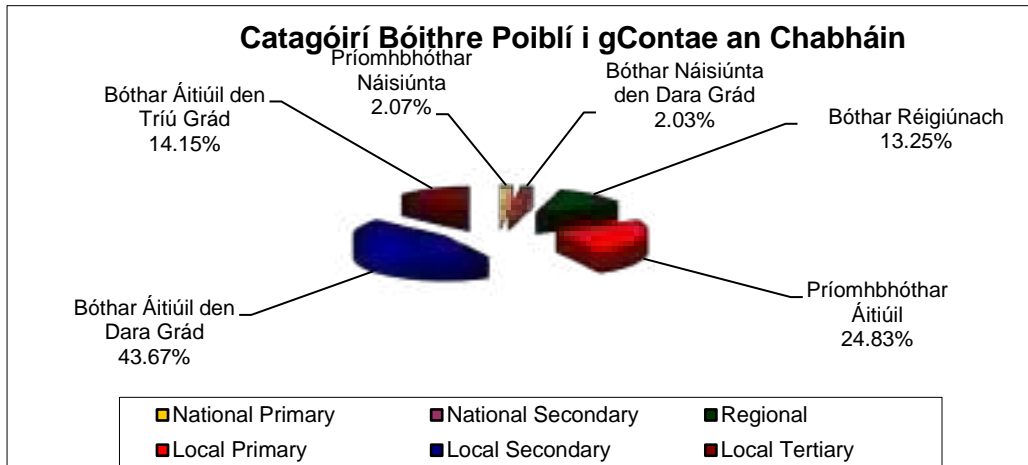 Catagóirí Bóithre Poiblí i gContae an Chabháin
Príomhbhóthar
Náisiúnta
2.07%
Bóthar Náisiúnta
den Dara Grád
2.03%
Bóthar Áitiúil den
Tríú Grád
14.15%
Bóthar Réigiúnach
13.25%
Bóthar Áitiúil den
Dara Grád
43.67%
Príomhbhóthar
Áitiúil
24.83%
National Primary
National Secondary
Regional
Local Primary
Local Secondary
Local Tertiary